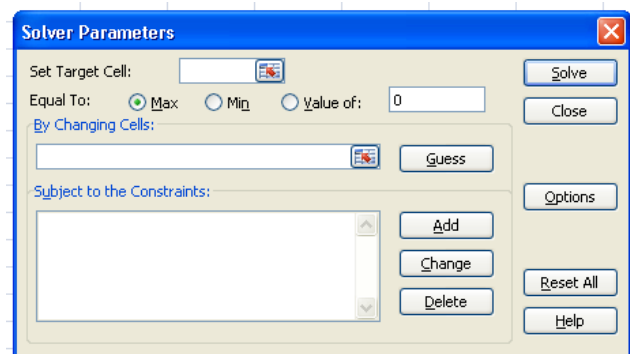 Solver Parameters
Set Target Cell:
Solve
Equal To: Max Min Value of: 0
Close
By Changing Cells:
Guess
Subject to the Constraints:
Options
Add
Change
Reset All
Delete
Help